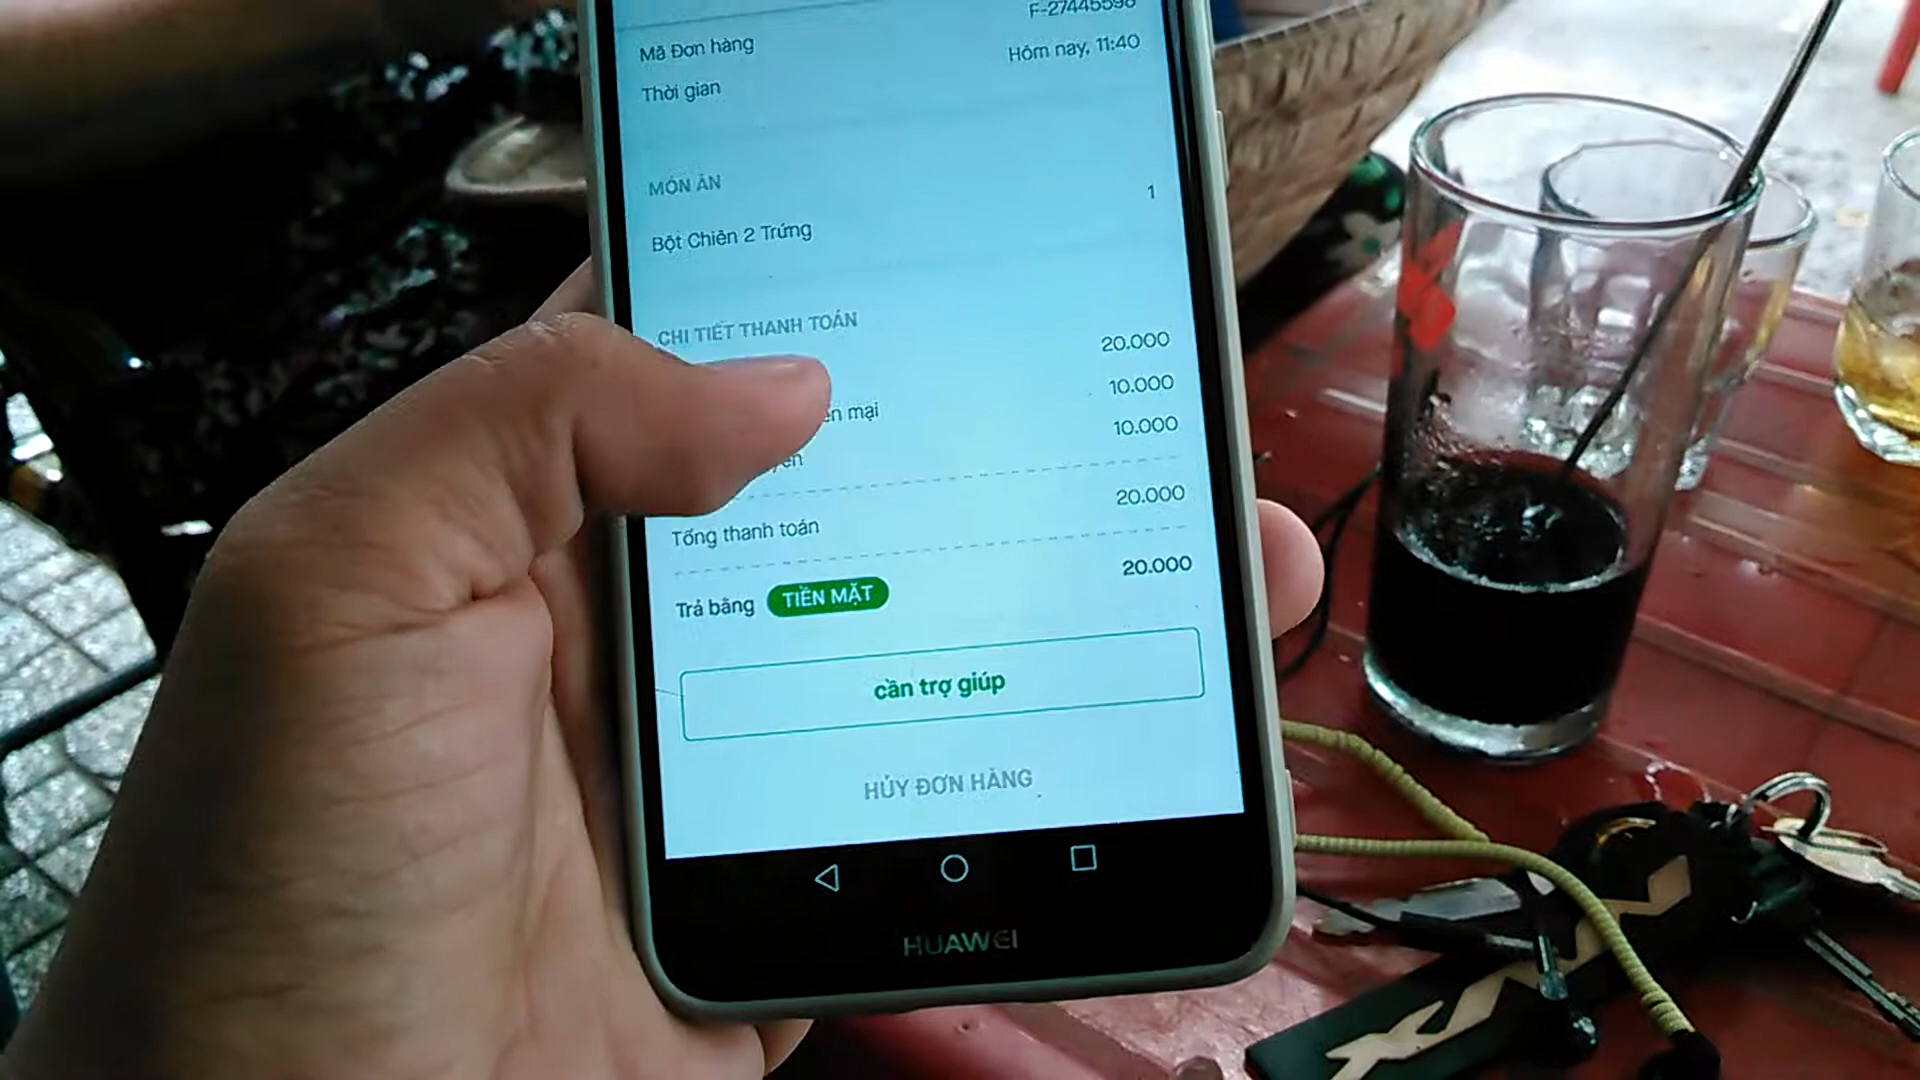 F-27445598
Mã Đơn hàng
Hôm nay, 11:40
Thời gian
MÓN ĂN
1
Bột Chiên 2 Trứng
CHI TIẾT THANH TOÁN
20.000
mại 10.000
10.000
Tổng thanh toán 20.000
Trả bằng TIỀN MẶT 20.000
cần trợ giúp
HỦY ĐƠN HÀNG
HUAWEI